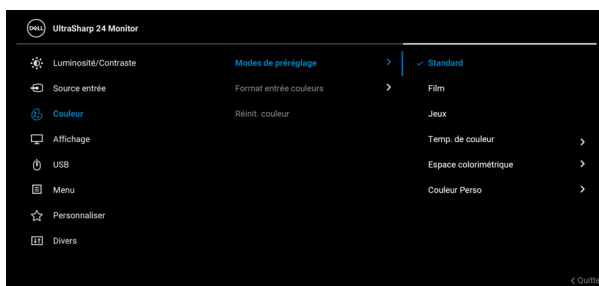 DELL UltraSharp 24 Monitor
Luminosité/Contraste Modes de préréglage Standard
Source entrée Format entrée couleurs Film
Couleur Réinit. couleur Jeux
Affichage Temp. de couleur
USB Espace colorimétrique
Menu Couleur Perso
Personnaliser
Divers
Quitte